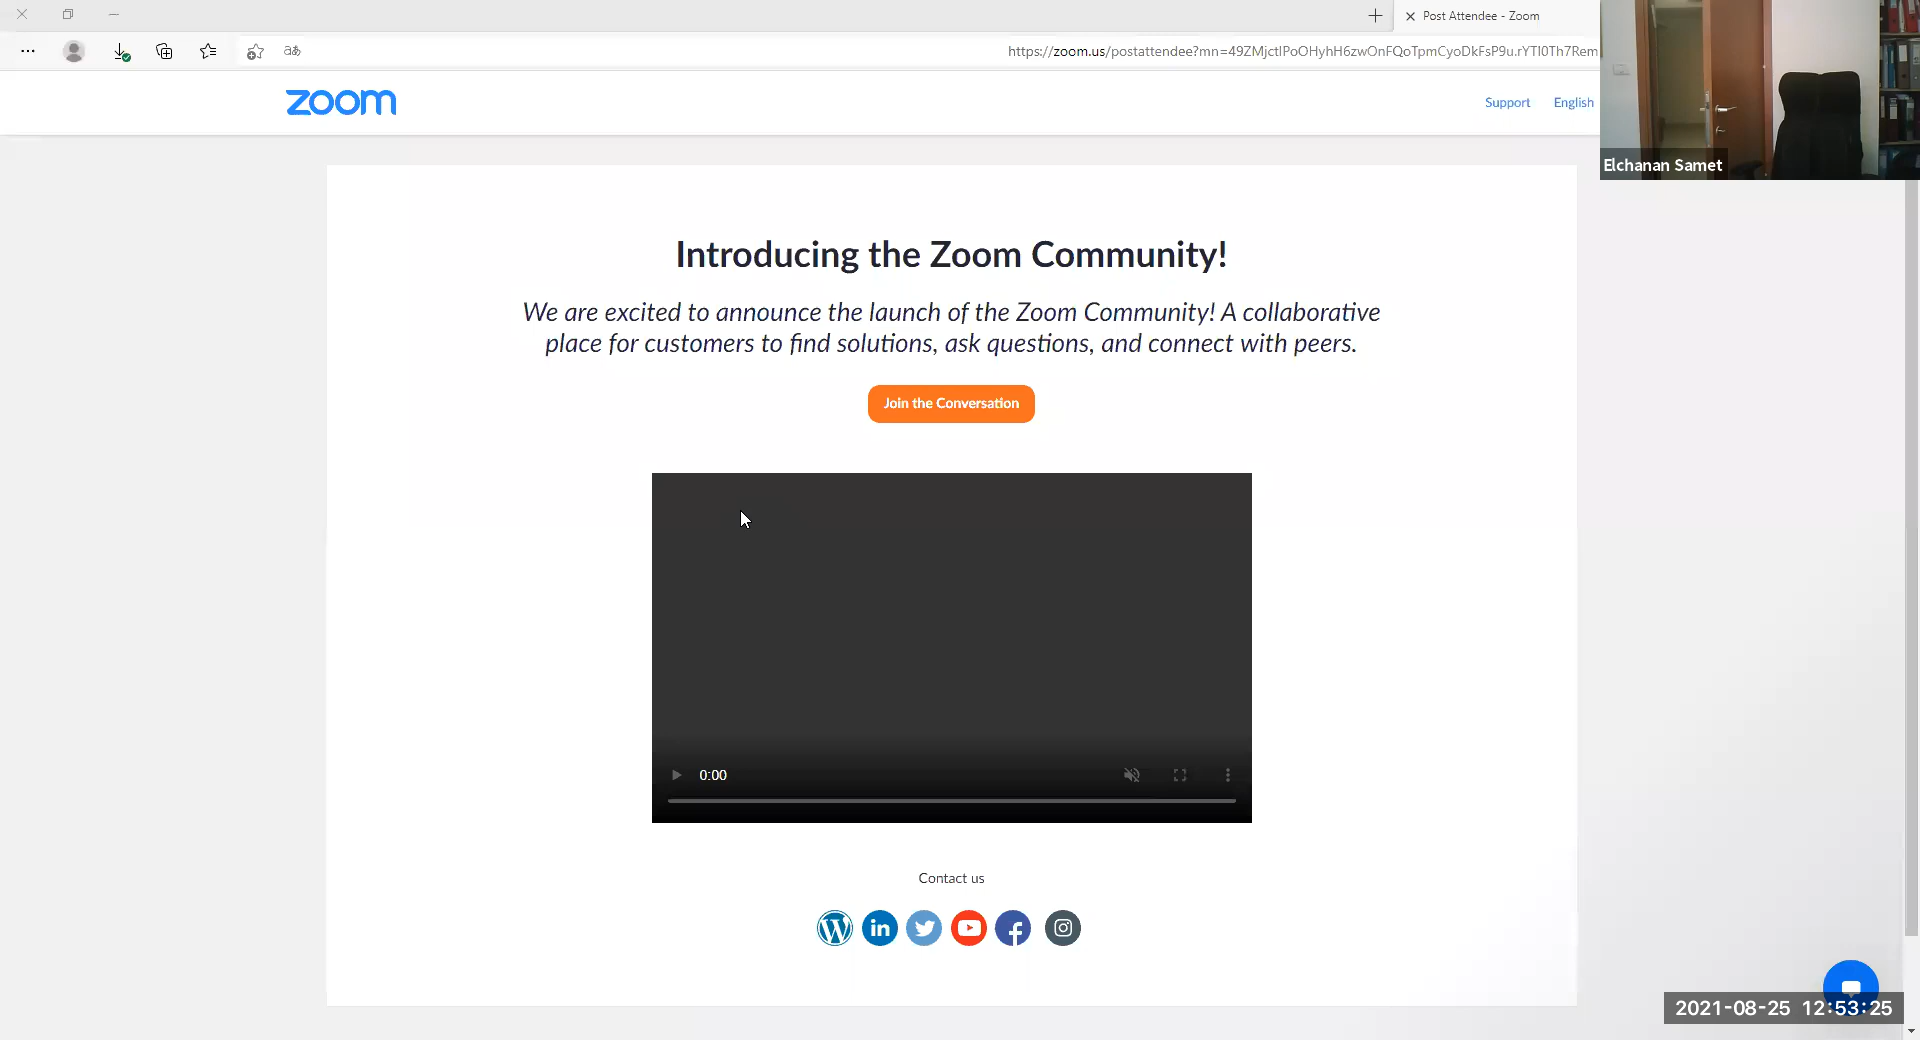 Post Attendee - Zoom
https://zoom.us/postattendee?mn=49ZMjctIPoOHyhH6zwOnFQoTpmCyoDkFsP9u.rYTI0Th7Rem
zoom
Support
English
Elchanan Samet
Introducing the Zoom Community!
We are excited to announce the launch of the Zoom Community! A collaborative
place for customers to find solutions, ask questions, and connect with peers.
Join the Conversation
0:00
Contact us
2021-08-25 12:53:25